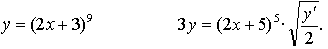 y = (2x + 3)⁹ 3y = (2x + 5)⁵ · √(y′/2).